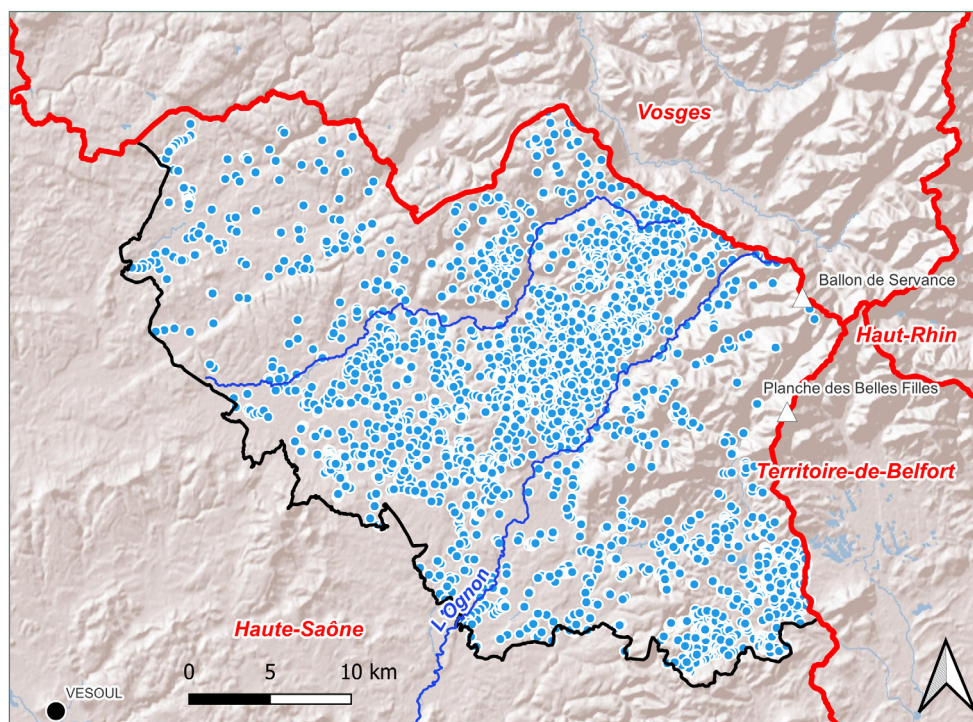 Vosges
Ballon de Servance
Haut-Rhin
Planche des Belles Filles
Territoire-de-Belfort
L'Ognon
Haute-Saône
0 5 10 km
VESOUL